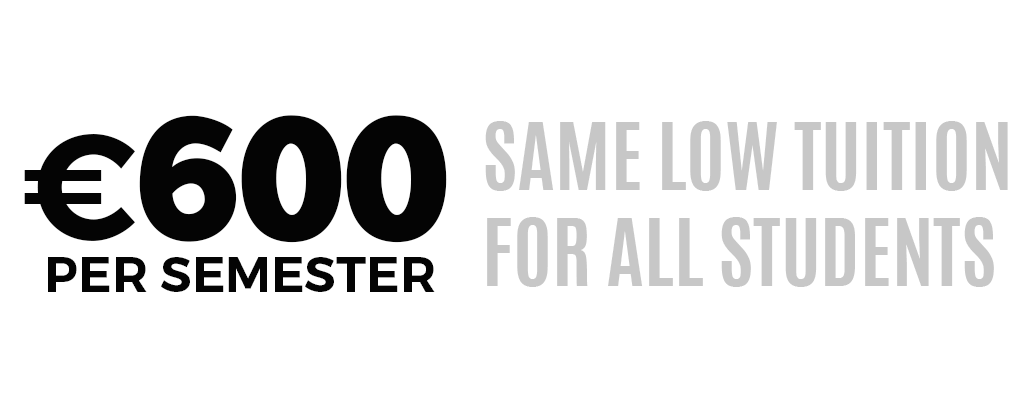 €600
PER SEMESTER
SAME LOW TUITION
FOR ALL STUDENTS